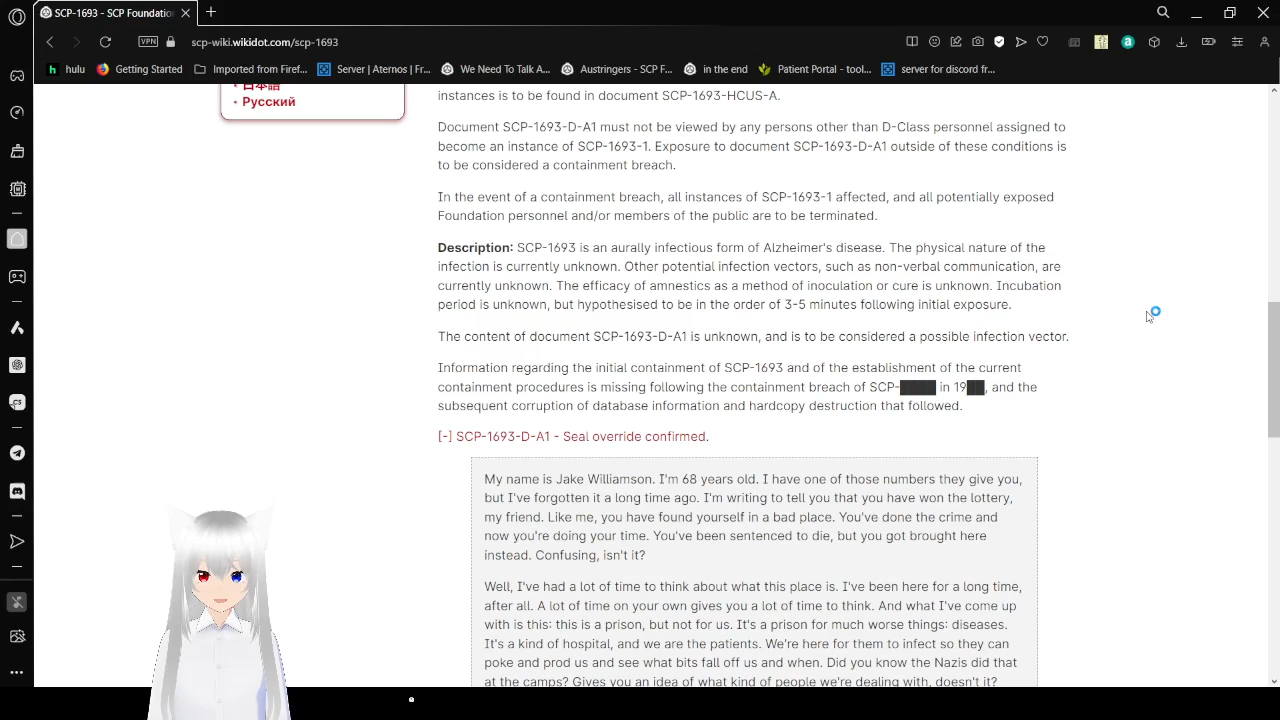 SCP-1693 - SCP Foundatio
VPN
scp-wiki.wikidot.com/scp-1693
hulu
Getting Started
Imported from Firef...
Server | Aternos | Fr...
We Need To Talk A...
Austringers - SCP F...
in the end
Patient Portal - tool...
server for discord fr...
日本語
Русский
instances is to be found in document SCP-1693-HCUS-A.
Document SCP-1693-D-A1 must not be viewed by any persons other than D-Class personnel assigned to
become an instance of SCP-1693-1. Exposure to document SCP-1693-D-A1 outside of these conditions is
to be considered a containment breach.
In the event of a containment breach, all instances of SCP-1693-1 affected, and all potentially exposed
Foundation personnel and/or members of the public are to be terminated.
Description: SCP-1693 is an aurally infectious form of Alzheimer's disease. The physical nature of the
infection is currently unknown. Other potential infection vectors, such as non-verbal communication, are
currently unknown. The efficacy of amnestics as a method of inoculation or cure is unknown. Incubation
period is unknown, but hypothesised to be in the order of 3-5 minutes following initial exposure.
The content of document SCP-1693-D-A1 is unknown, and is to be considered a possible infection vector.
Information regarding the initial containment of SCP-1693 and of the establishment of the current
containment procedures is missing following the containment breach of SCP-████ in 19██, and the
subsequent corruption of database information and hardcopy destruction that followed.
[-] SCP-1693-D-A1 - Seal override confirmed.
My name is Jake Williamson. I'm 68 years old. I have one of those numbers they give you,
but I've forgotten it a long time ago. I'm writing to tell you that you have won the lottery,
my friend. Like me, you have found yourself in a bad place. You've done the crime and
now you're doing your time. You've been sentenced to die, but you got brought here
instead. Confusing, isn't it?
Well, I've had a lot of time to think about what this place is. I've been here for a long time,
after all. A lot of time on your own gives you a lot of time to think. And what I've come up
with is this: this is a prison, but not for us. It's a prison for much worse things: diseases.
It's a kind of hospital, and we are the patients. We're here for them to infect so they can
poke and prod us and see what bits fall off us and when. Did you know the Nazis did that
at the camps? Gives you an idea of what kind of people we're dealing with, doesn't it?